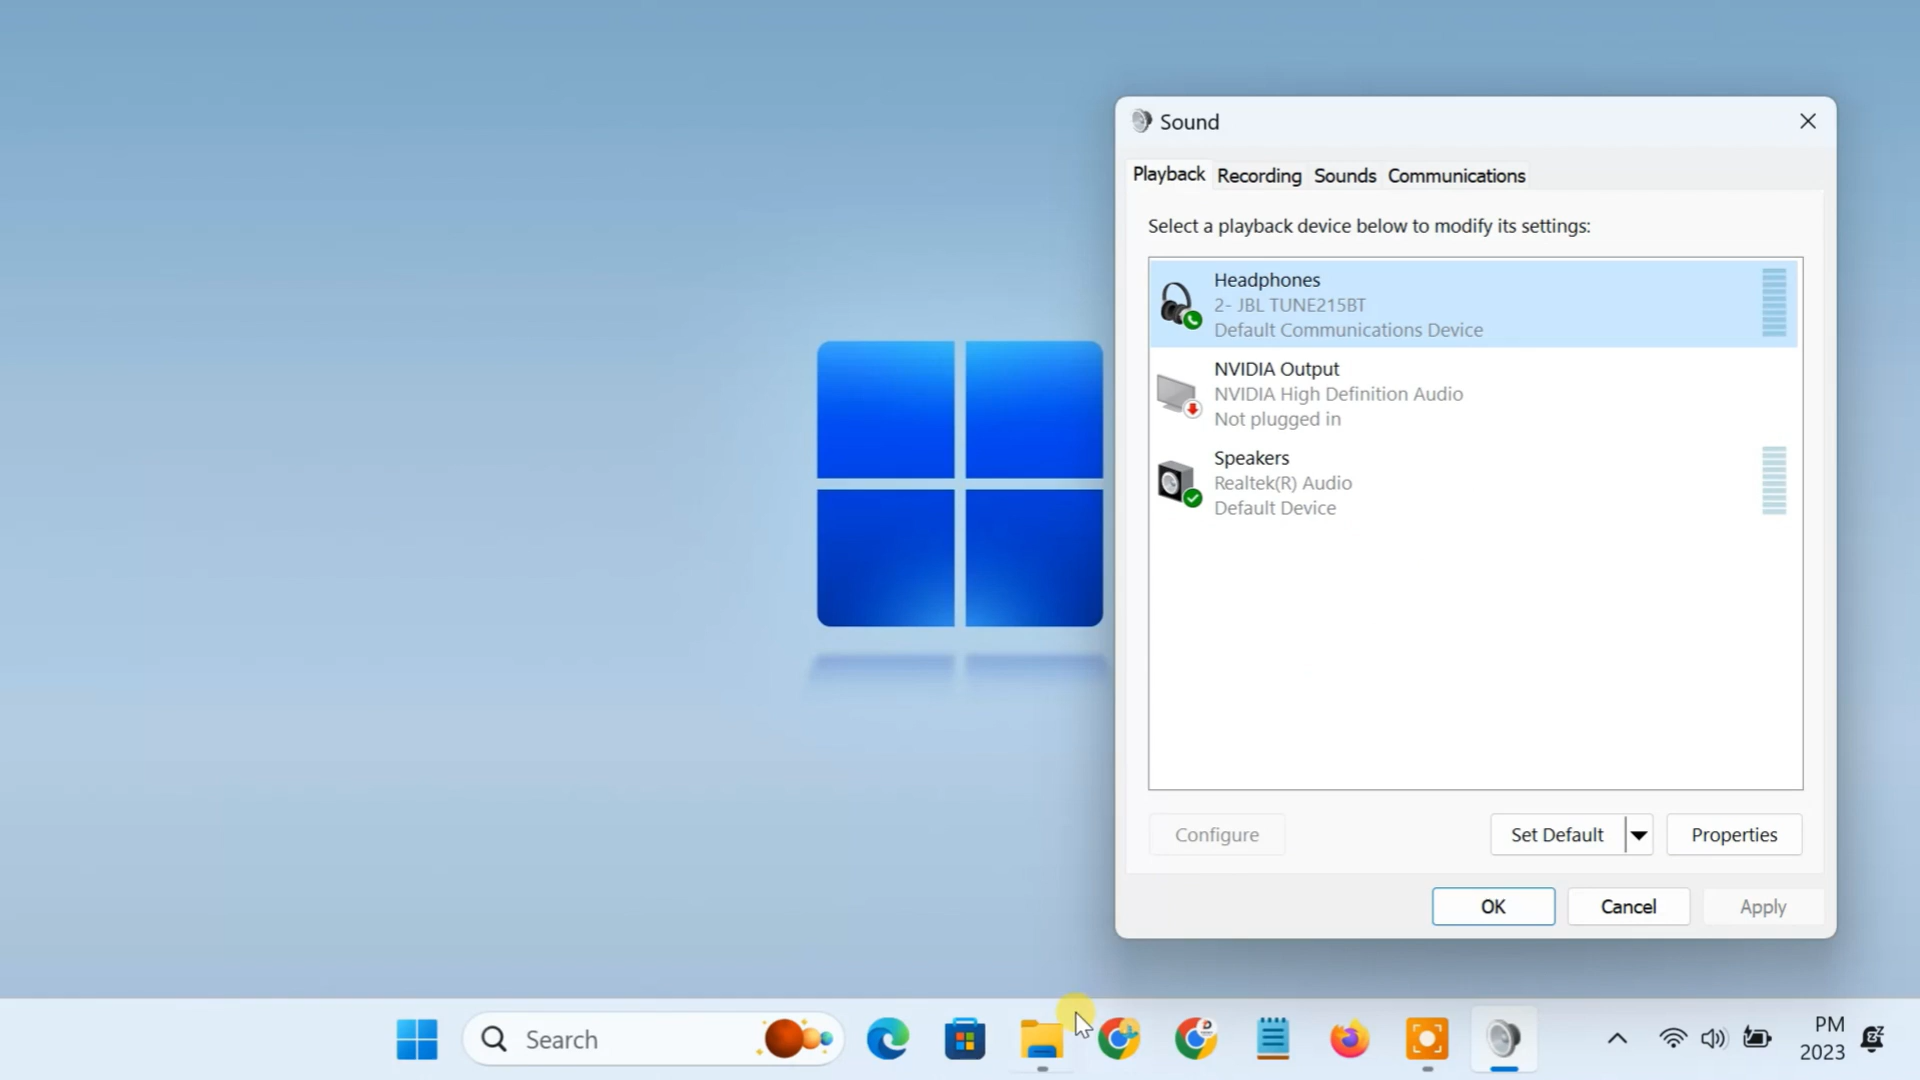 Sound
Playback Recording Sounds Communications
Select a playback device below to modify its settings:
Headphones
2- JBL TUNE215BT
Default Communications Device
NVIDIA Output
NVIDIA High Definition Audio
Not plugged in
Speakers
Realtek(R) Audio
Default Device
Configure Set Default Properties
OK Cancel Apply
Search
PM
2023